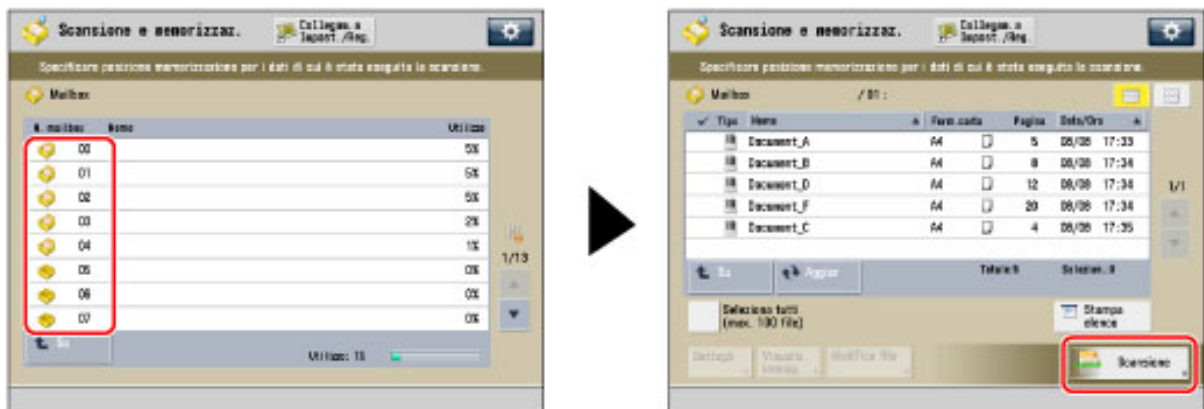 Scansione e memorizzaz.
Collegam.a
Impost./Reg.
Specificare posizione memorizzazione per i dati di cui è stata eseguita la scansione.
Mailbox
N. mailbox Nome Utilizzo
00 5%
01 5%
02 5%
03 2%
04 1%
05 0%
06 0%
07 0%
1/13
Su
Utilizzo: 1%
Scansione e memorizzaz.
Collegam.a
Impost./Reg.
Specificare posizione memorizzazione per i dati di cui è stata eseguita la scansione.
Mailbox /01:
Tipo Nome Form.carta Pagine Data/Ora
Document_A A4 5 08/08 17:33
Document_B A4 8 08/08 17:34
Document_D A4 12 08/08 17:34
Document_F A4 20 08/08 17:34
Document_C A4 4 08/08 17:35
1/1
Su Aggior Totale:5 Selezion.:0
Seleziona tutti
(max. 100 file)
Stampa
elenco
Dettagli Visualiz. Modifica file
immag.
Scansione